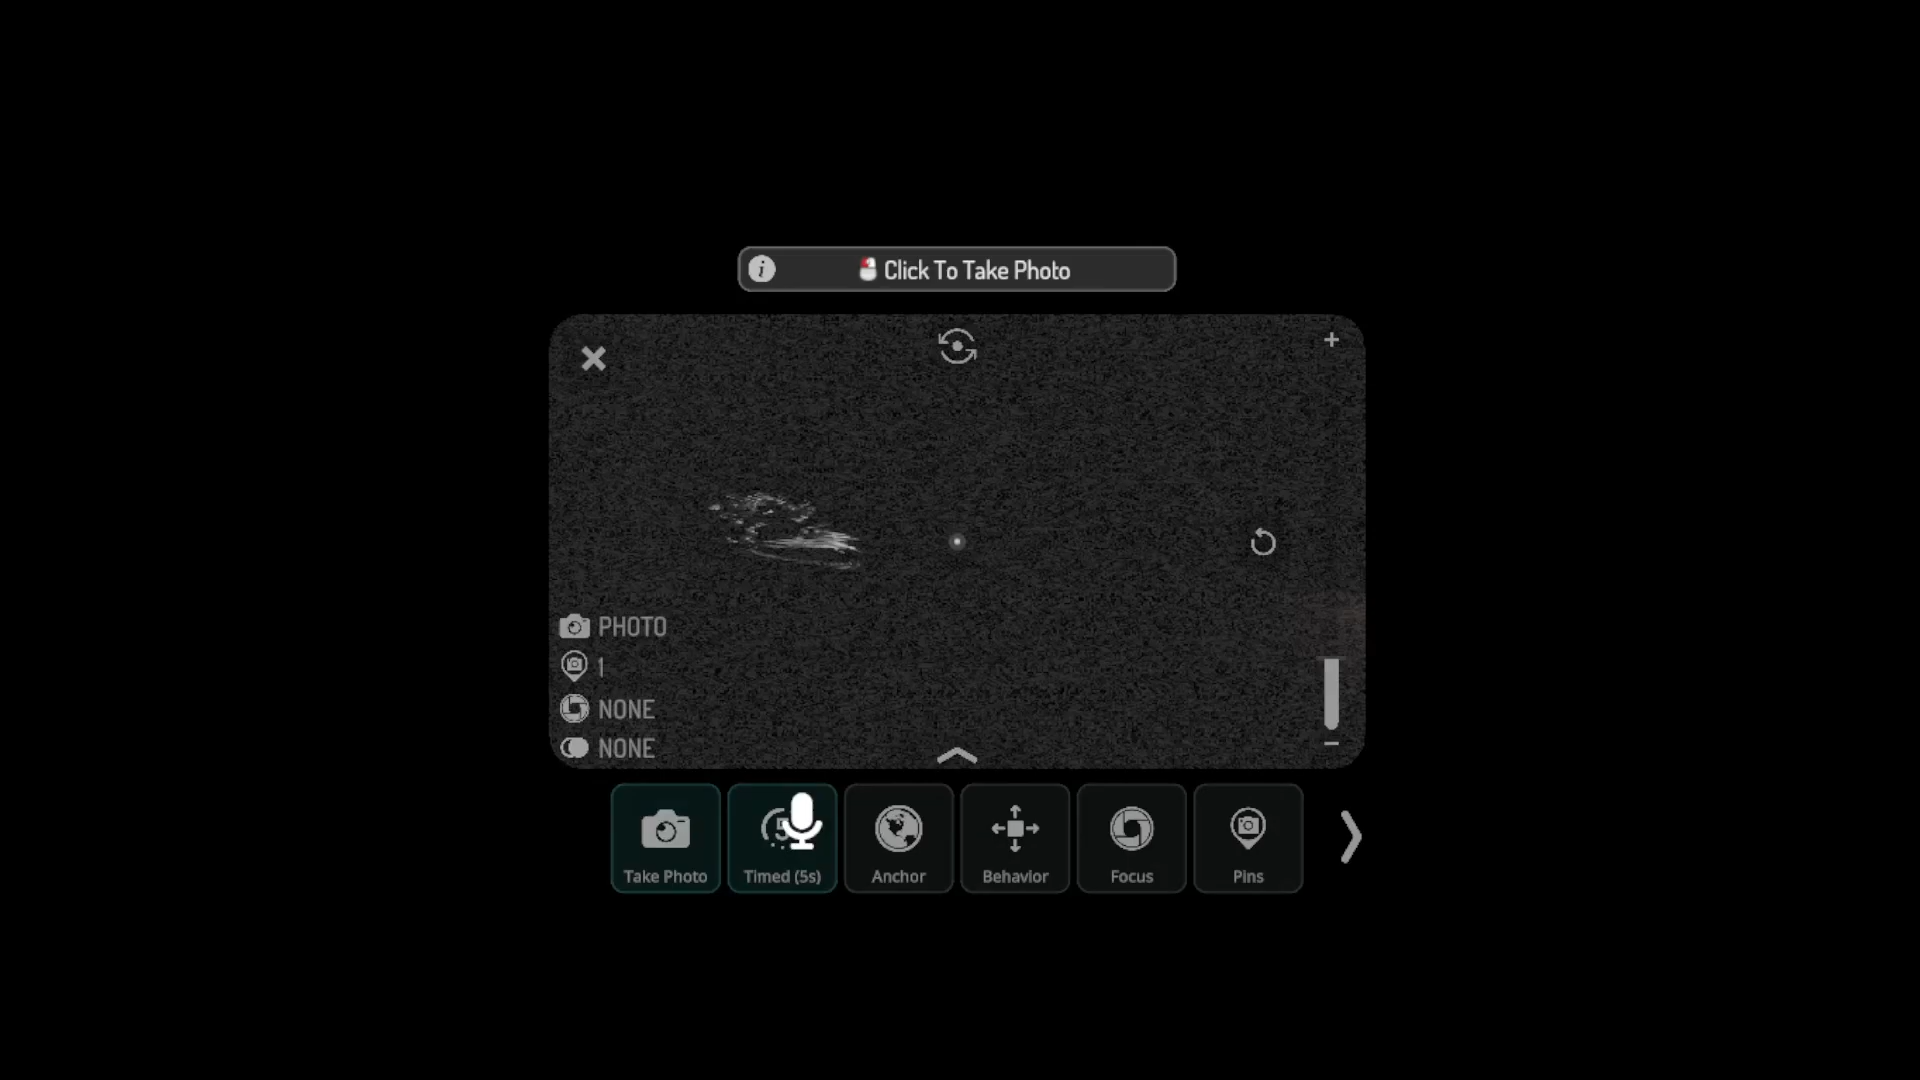 Click To Take Photo
PHOTO
1
NONE
NONE
Take Photo
Timed (5s)
Anchor
Behavior
Focus
Pins